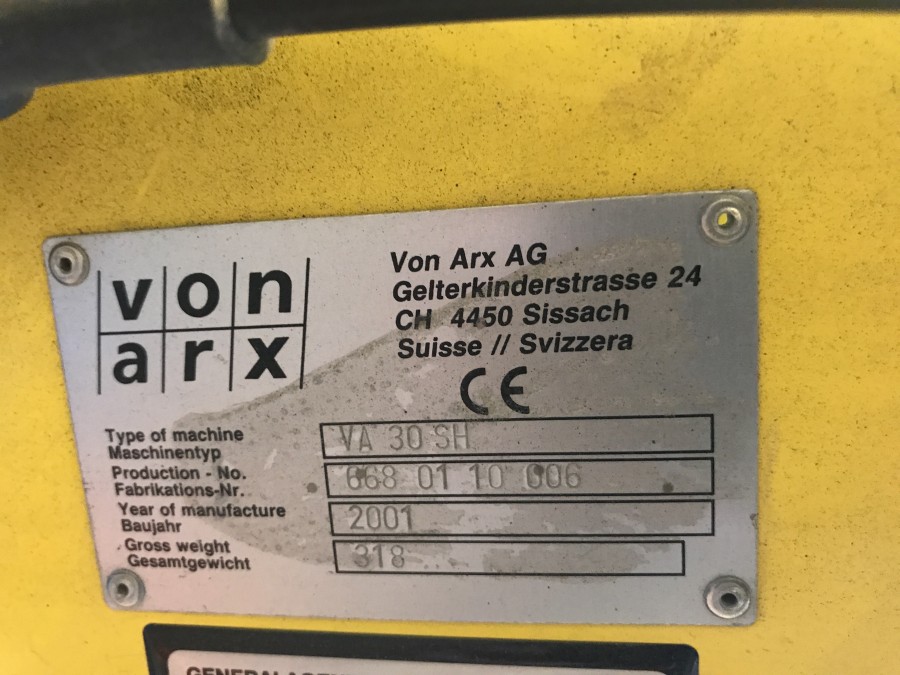 von
arx
Von Arx AG
Gelterkinderstrasse 24
CH 4450 Sissach
Suisse // Svizzera
CE
Type of machine
Maschinentyp
VA 30 SH
Production - No.
Fabrikations-Nr.
668 01 10 006
Year of manufacture
Baujahr
2001
Gross weight
Gesamtgewicht
318